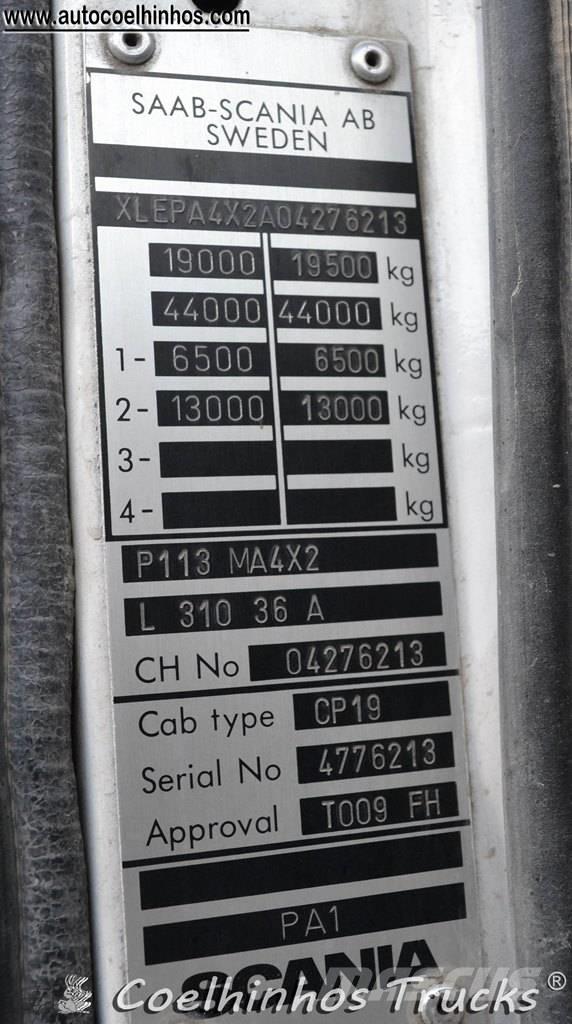 www.autocoelhinhos.com
SAAB-SCANIA AB
SWEDEN
XLEPA4X2A04276213
19000 19500 kg
44000 44000 kg
1- 6500 6500 kg
2- 13000 13000 kg
3- kg
4- kg
P113 MA4X2
L 310 36 A
CH No 04276213
Cab type CP19
Serial No 4776213
Approval T009 FH
PA1
SCANIA
Coelhinhos Trucks®